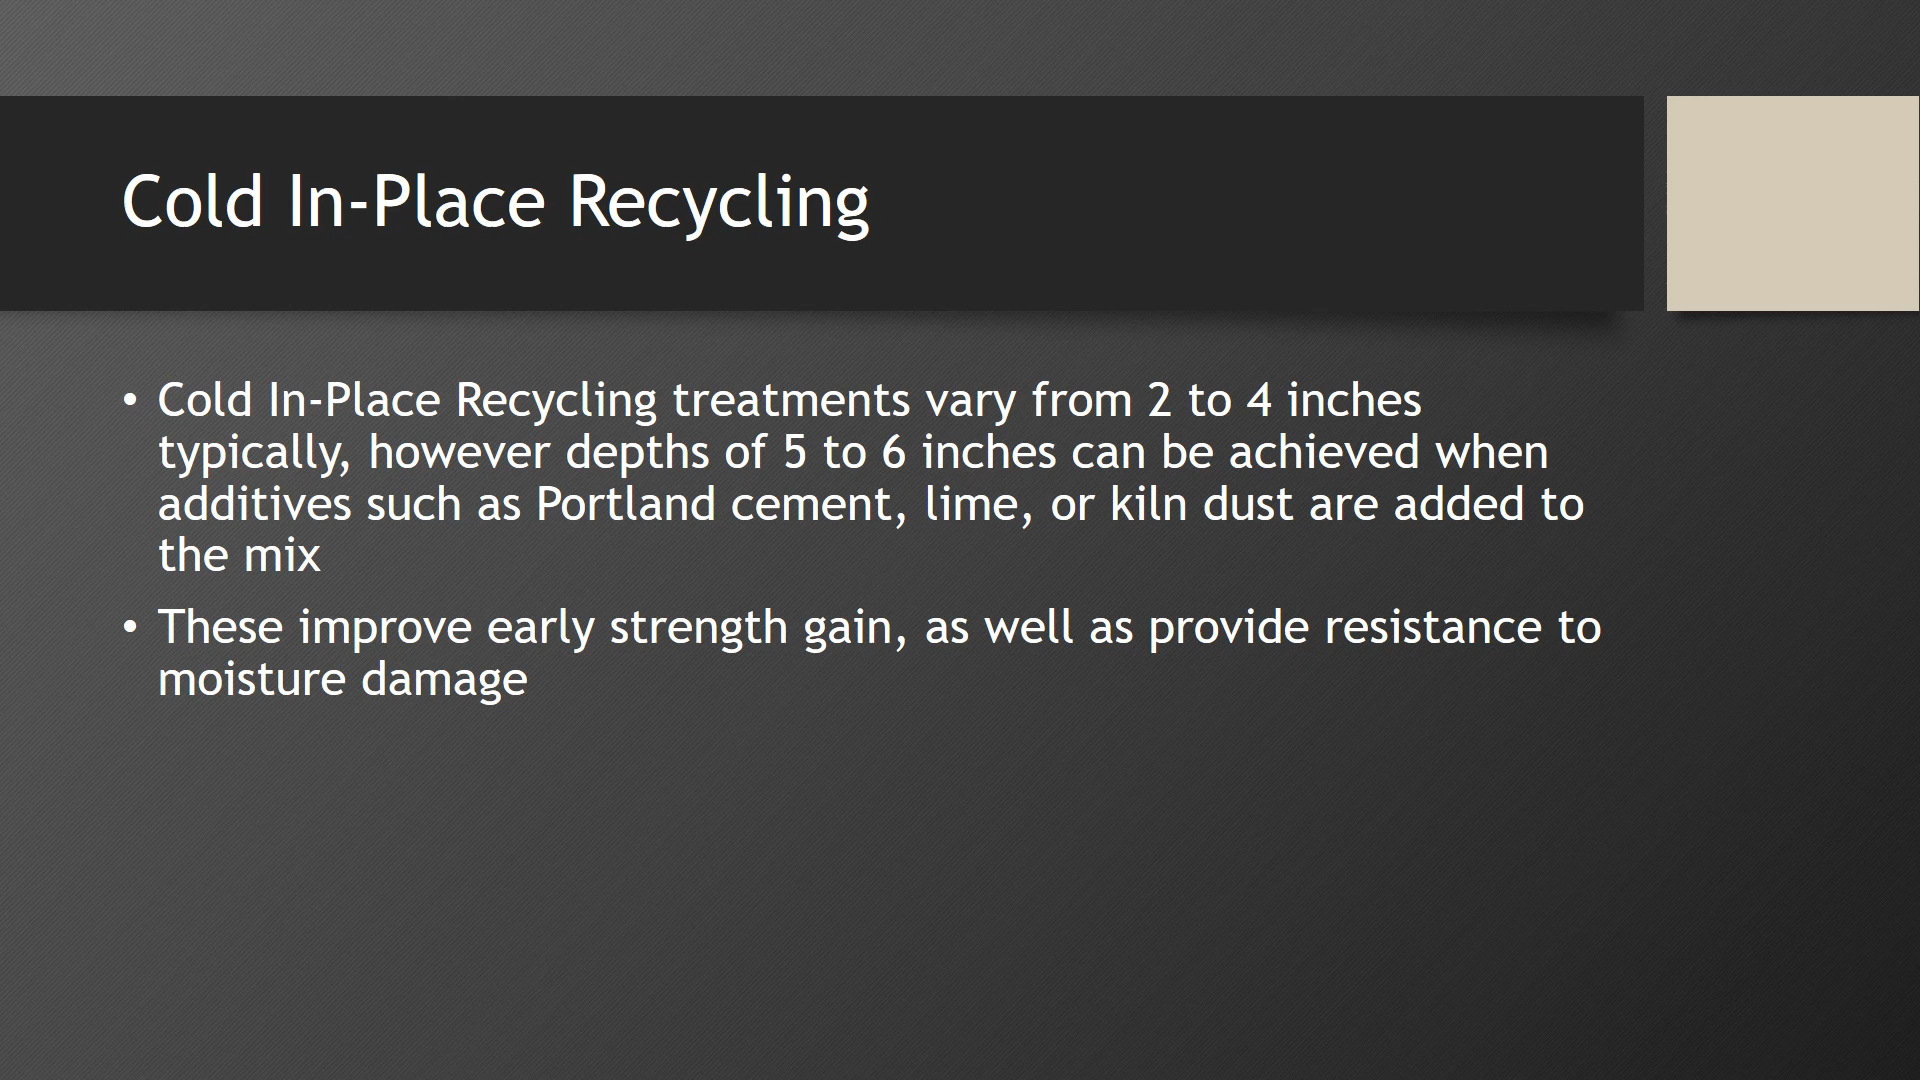 Cold In-Place Recycling
• Cold In-Place Recycling treatments vary from 2 to 4 inches
typically, however depths of 5 to 6 inches can be achieved when
additives such as Portland cement, lime, or kiln dust are added to
the mix
• These improve early strength gain, as well as provide resistance to
moisture damage